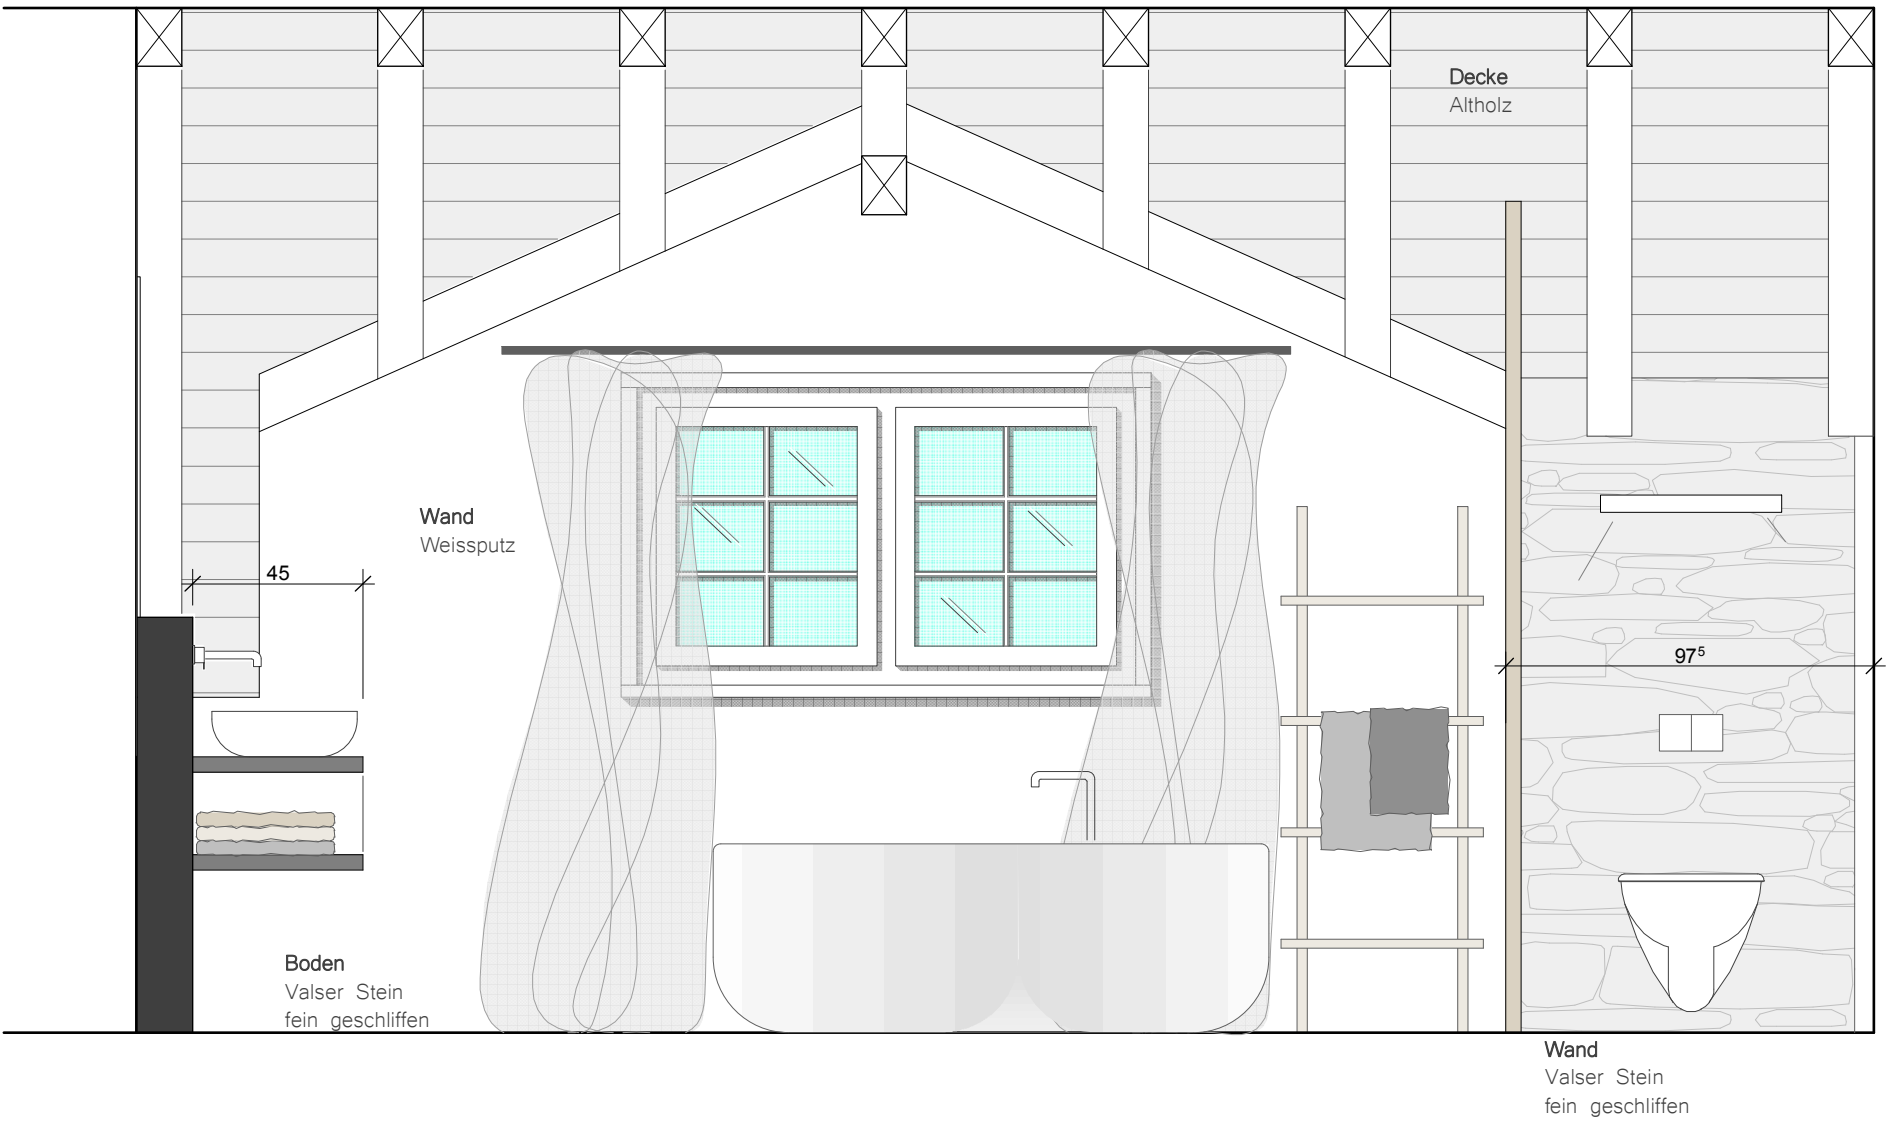 Decke
Altholz
Wand
Weissputz
45
97⁵
Boden
Valser Stein
fein geschliffen
Wand
Valser Stein
fein geschliffen